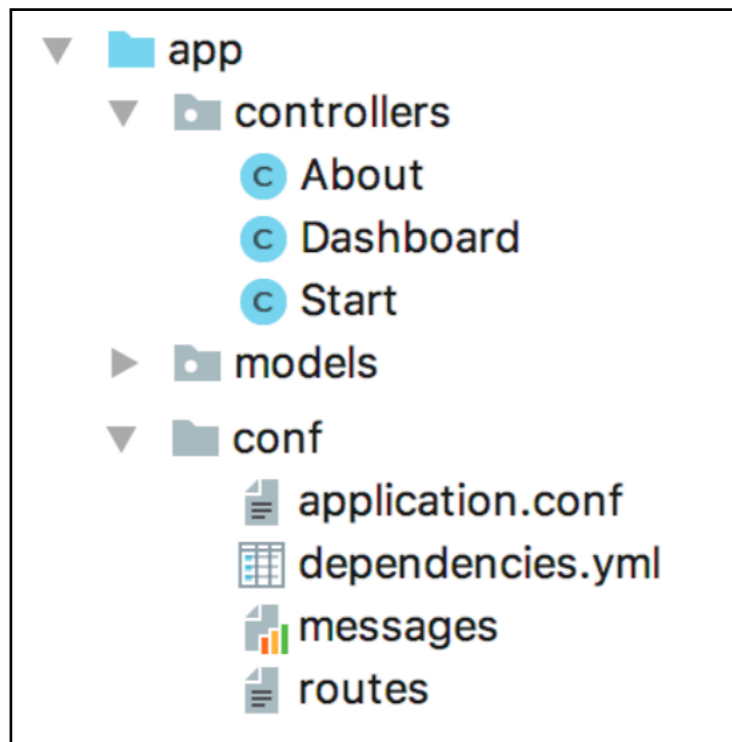 app
controllers
C About
C Dashboard
C Start
models
conf
application.conf
dependencies.yml
messages
routes